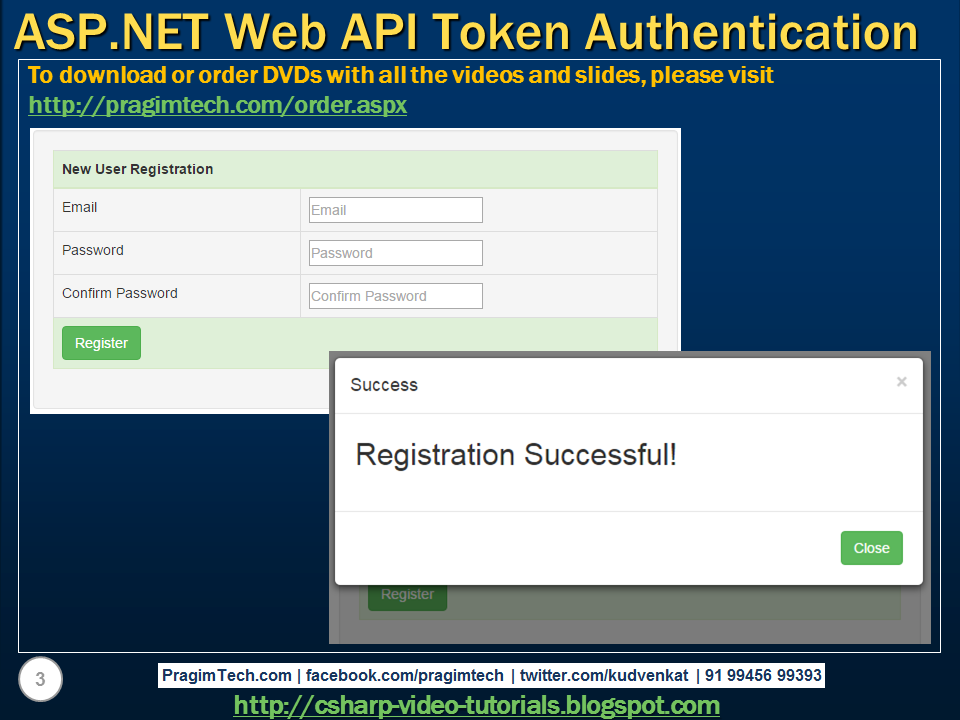 ASP.NET Web API Token Authentication
To download or order DVDs with all the videos and slides, please visit
http://pragimtech.com/order.aspx
New User Registration
Email Email
Password Password
Confirm Password Confirm Password
Register
Success ×
Registration Successful!
Close
Register
3
PragimTech.com | facebook.com/pragimtech | twitter.com/kudvenkat | 91 99456 99393
http://csharp-video-tutorials.blogspot.com